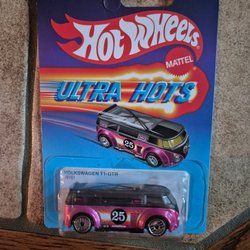 Hot Wheels
MATTEL
ULTRA HOTS
25
VOLKSWAGEN T1-GTR
25